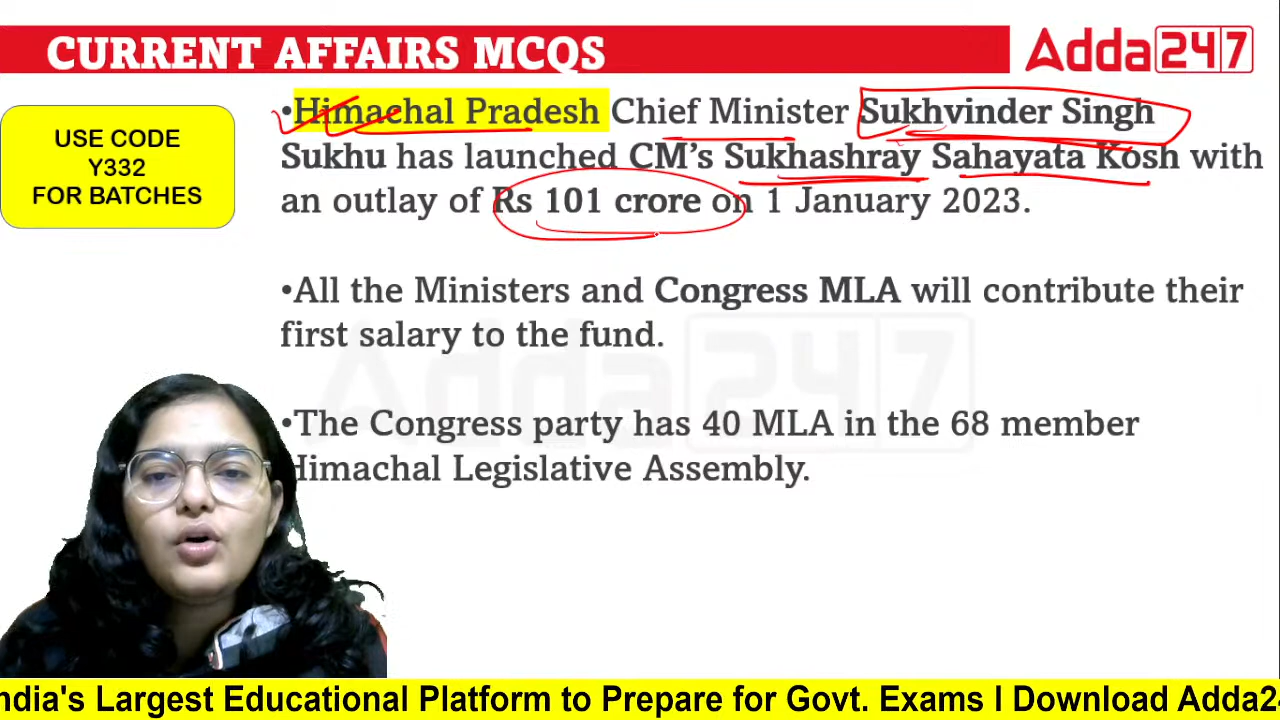 CURRENT AFFAIRS MCQS
Adda247
USE CODE
Y332
FOR BATCHES
•Himachal Pradesh Chief Minister Sukhvinder Singh
Sukhu has launched CM's Sukhashray Sahayata Kosh with
an outlay of Rs 101 crore on 1 January 2023.
•All the Ministers and Congress MLA will contribute their
first salary to the fund.
•The Congress party has 40 MLA in the 68 member
Himachal Legislative Assembly.
Adda247
ndia's Largest Educational Platform to Prepare for Govt. Exams I Download Adda2